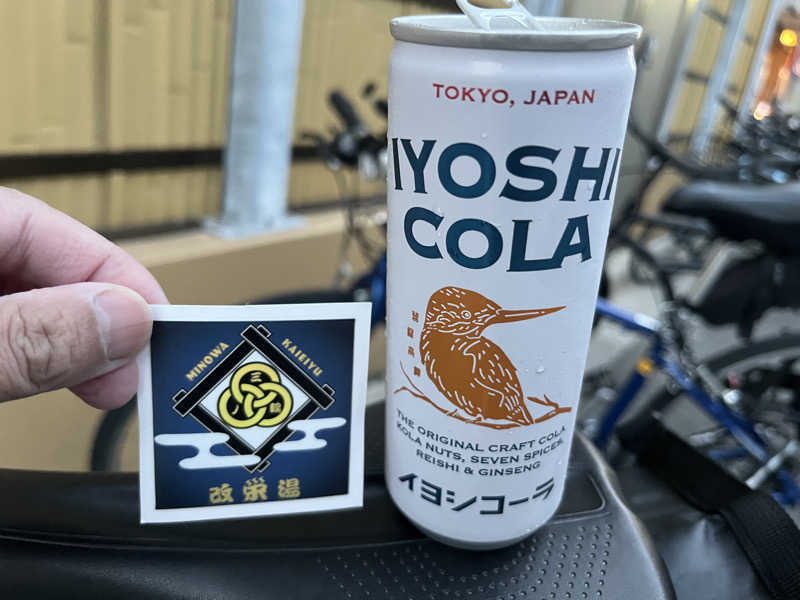 TOKYO, JAPAN
IYOSHI
COLA
THE ORIGINAL CRAFT COLA
KOLA NUTS, SEVEN SPICES,
REISHI & GINSENG
イヨシコーラ
MINOWA KAIEIYU
三
改栄湯